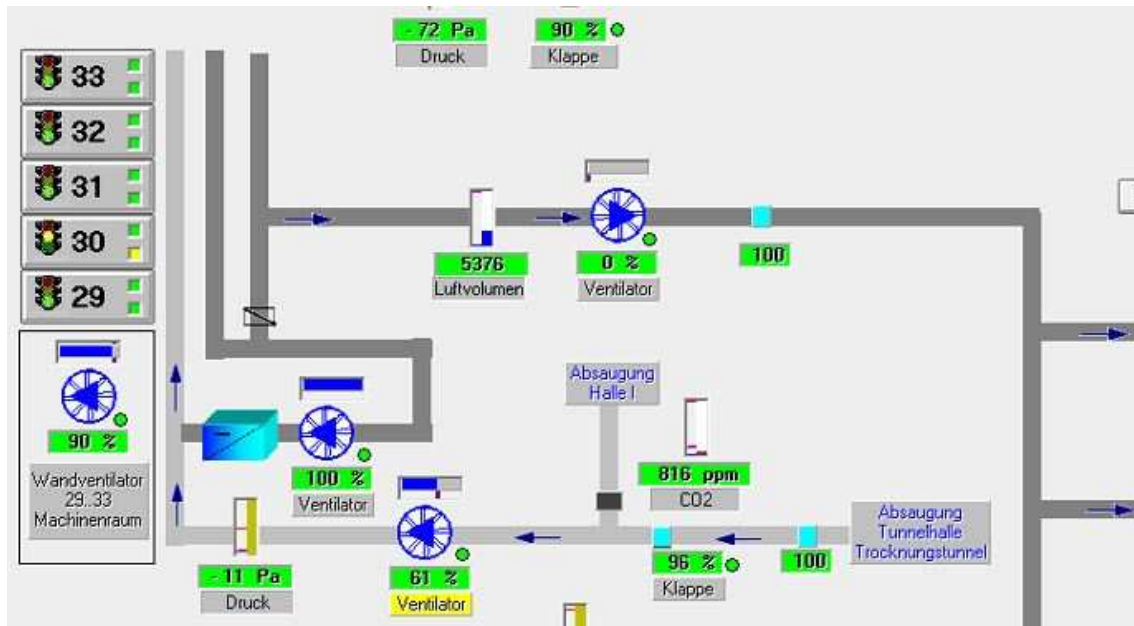 - 72 Pa
Druck
90 %
Klappe
33
32
31
30
29
5376
Luftvolumen
0 %
Ventilator
100
Absaugung
Halle I
90 %
Wandventilator
29..33
Machinenraum
100 %
Ventilator
816 ppm
CO2
Absaugung
Tunnelhalle
Trocknungstunnel
- 11 Pa
Druck
61 %
Ventilator
96 %
Klappe
100